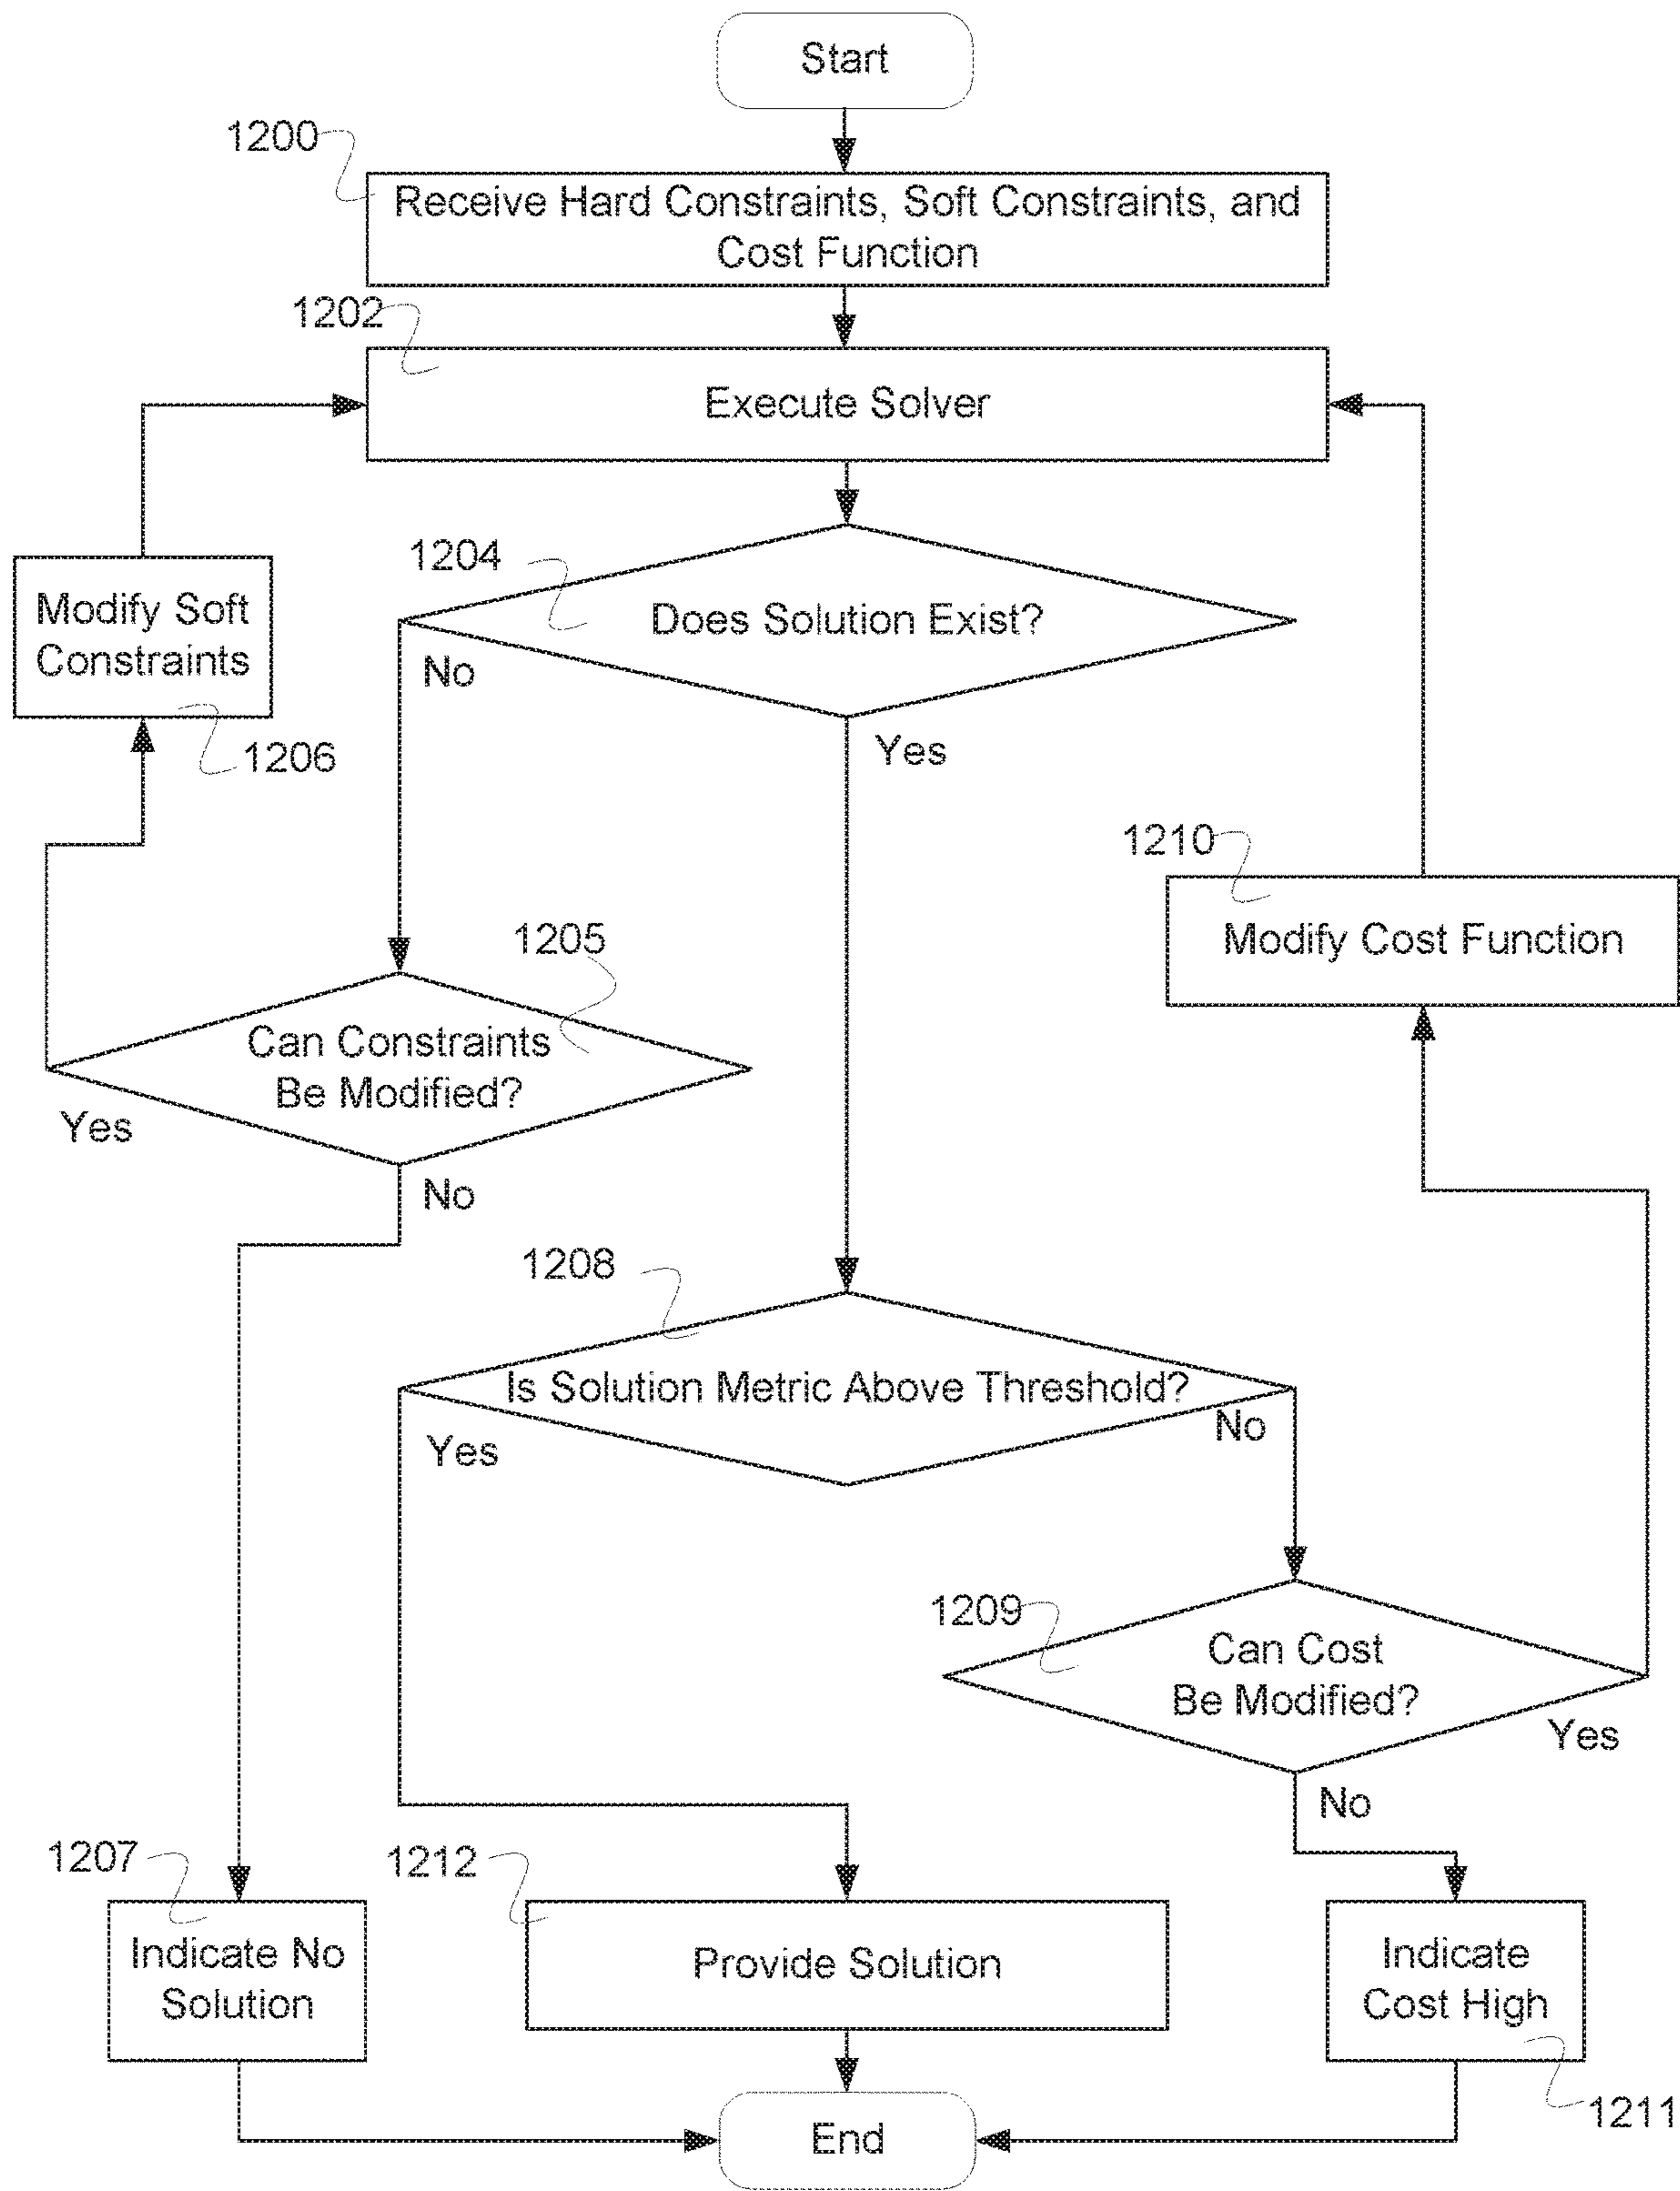 Start
1200
Receive Hard Constraints, Soft Constraints, and
Cost Function
1202
Execute Solver
1204
Does Solution Exist?
Modify Soft
Constraints
No
1206
Yes
1210
Modify Cost Function
1205
Can Constraints
Be Modified?
Yes
No
1208
Is Solution Metric Above Threshold?
Yes
No
1209
Can Cost
Be Modified?
Yes
No
1207
1212
Indicate No
Solution
Provide Solution
Indicate
Cost High
1211
End